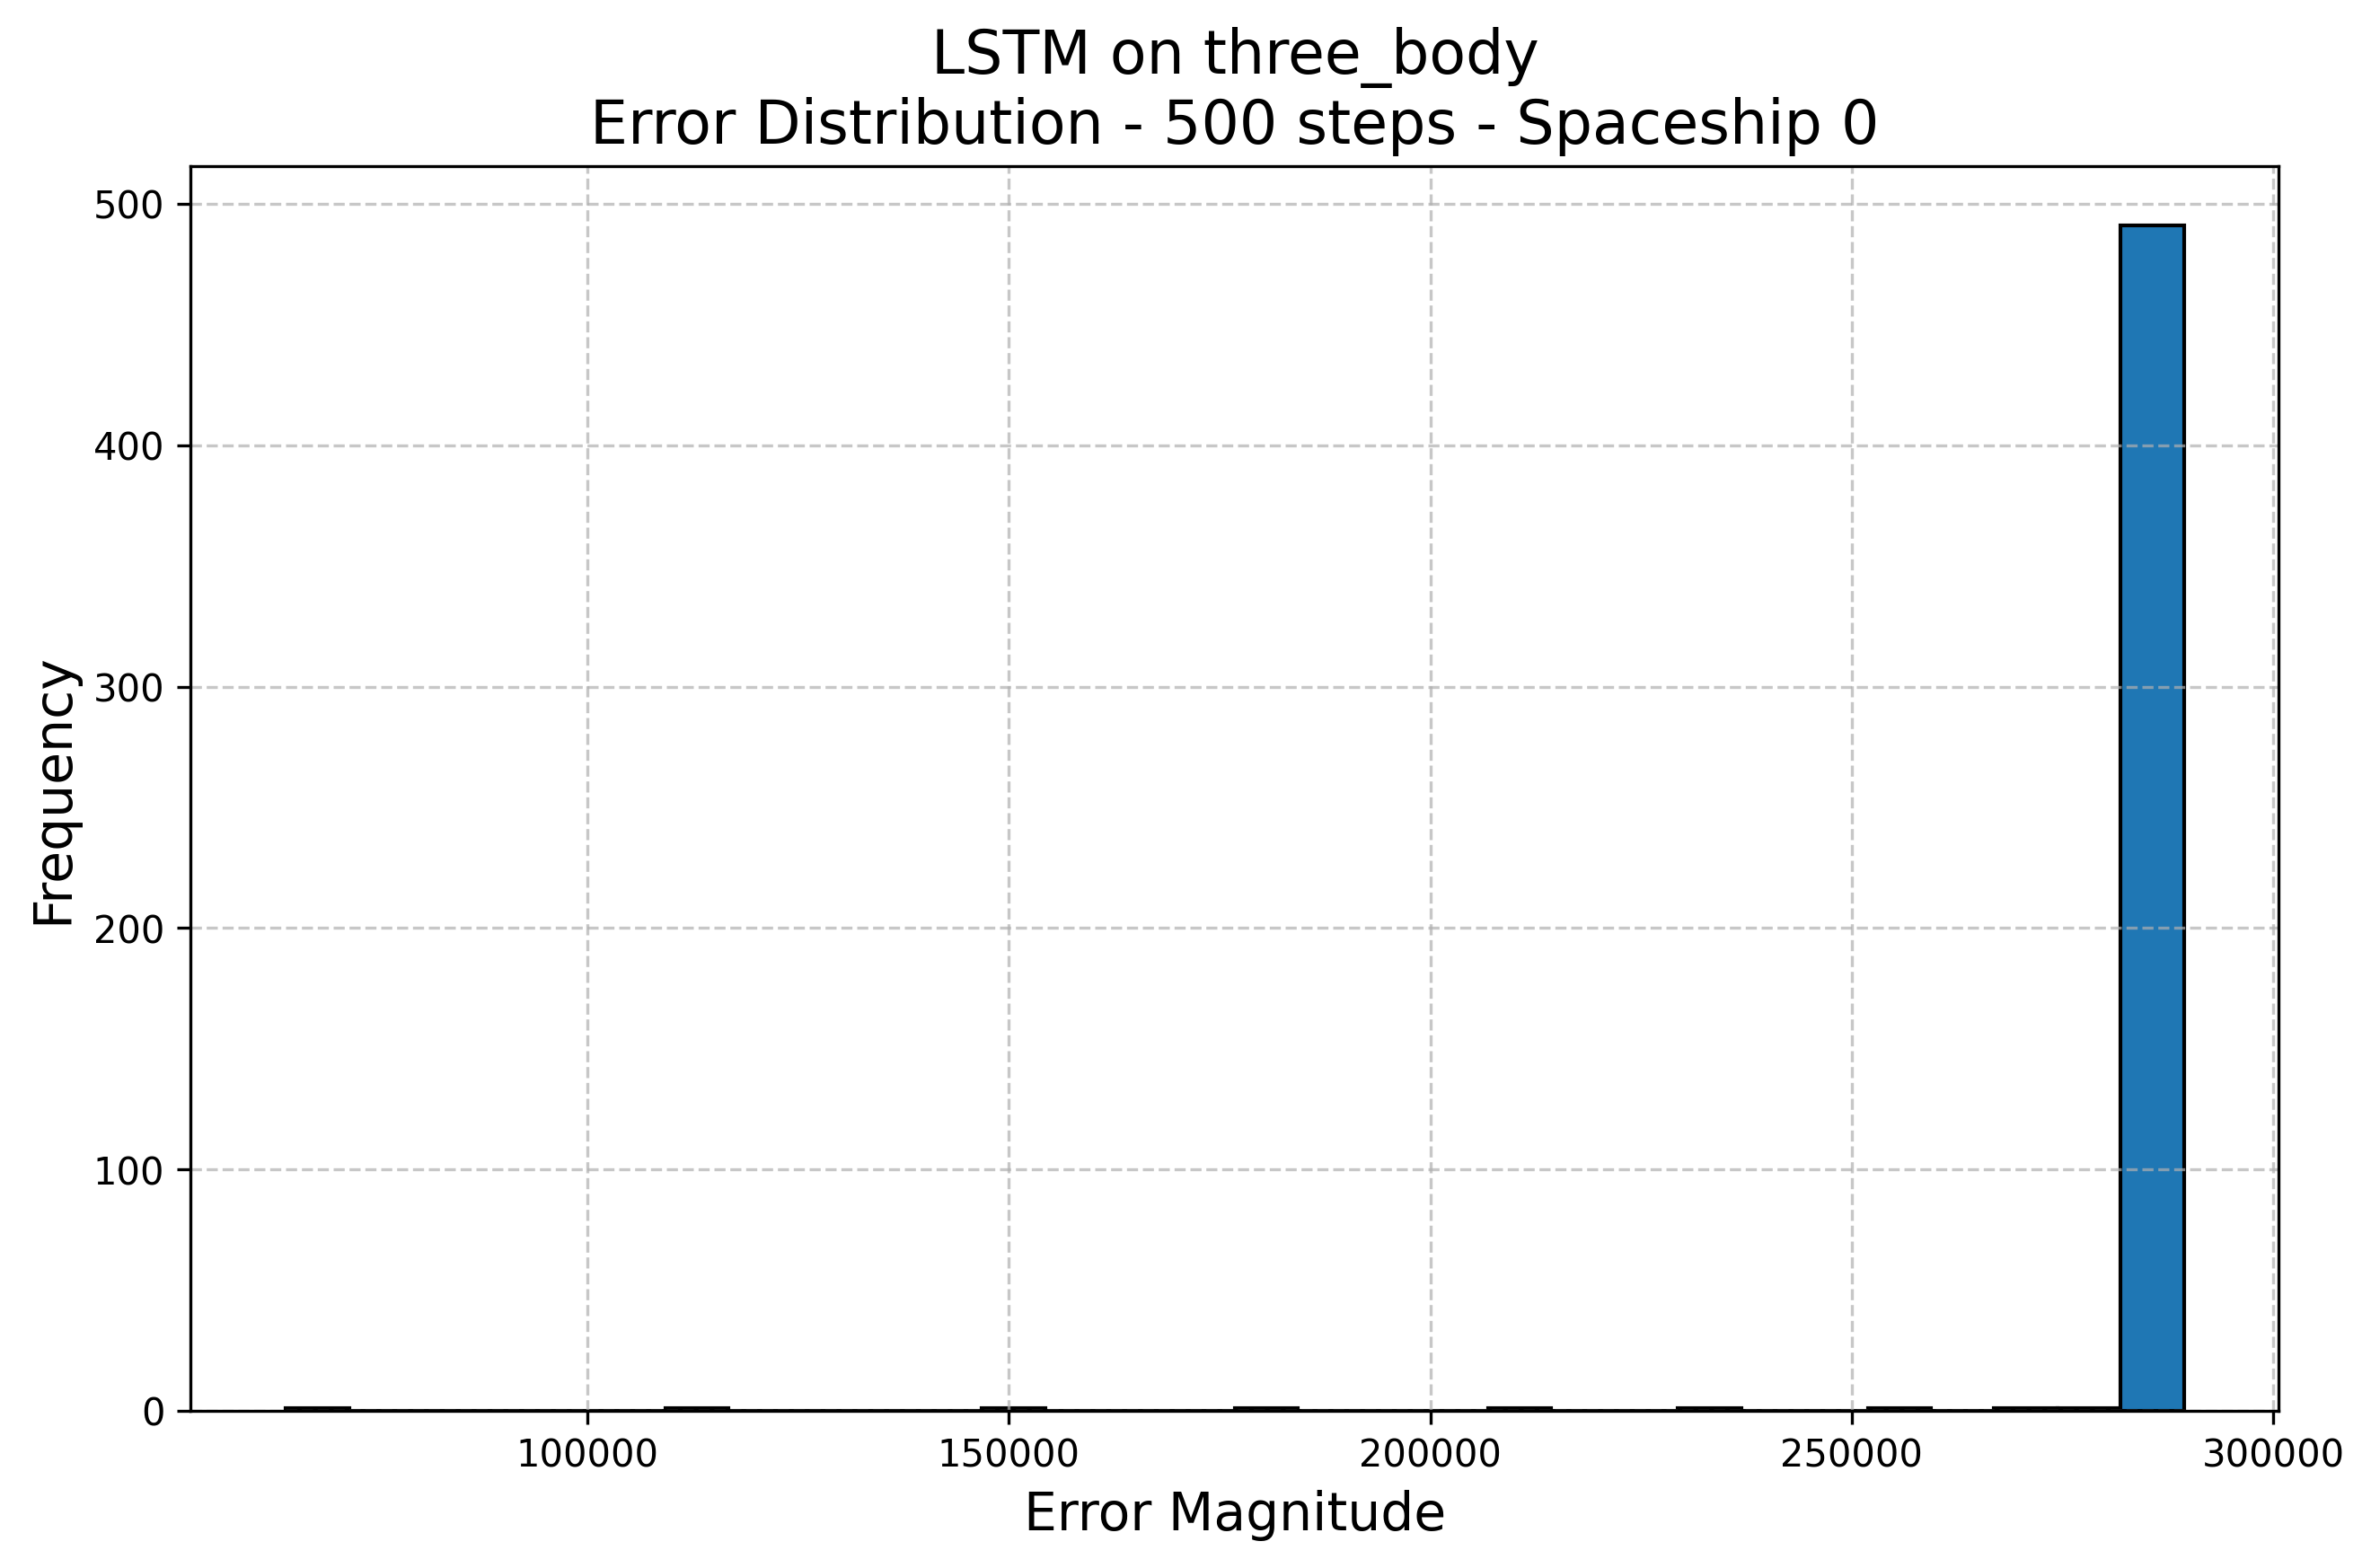 LSTM on three_body
Error Distribution - 500 steps - Spaceship 0
500
400
300
200
100
0
Frequency
100000 150000 200000 250000 300000
Error Magnitude